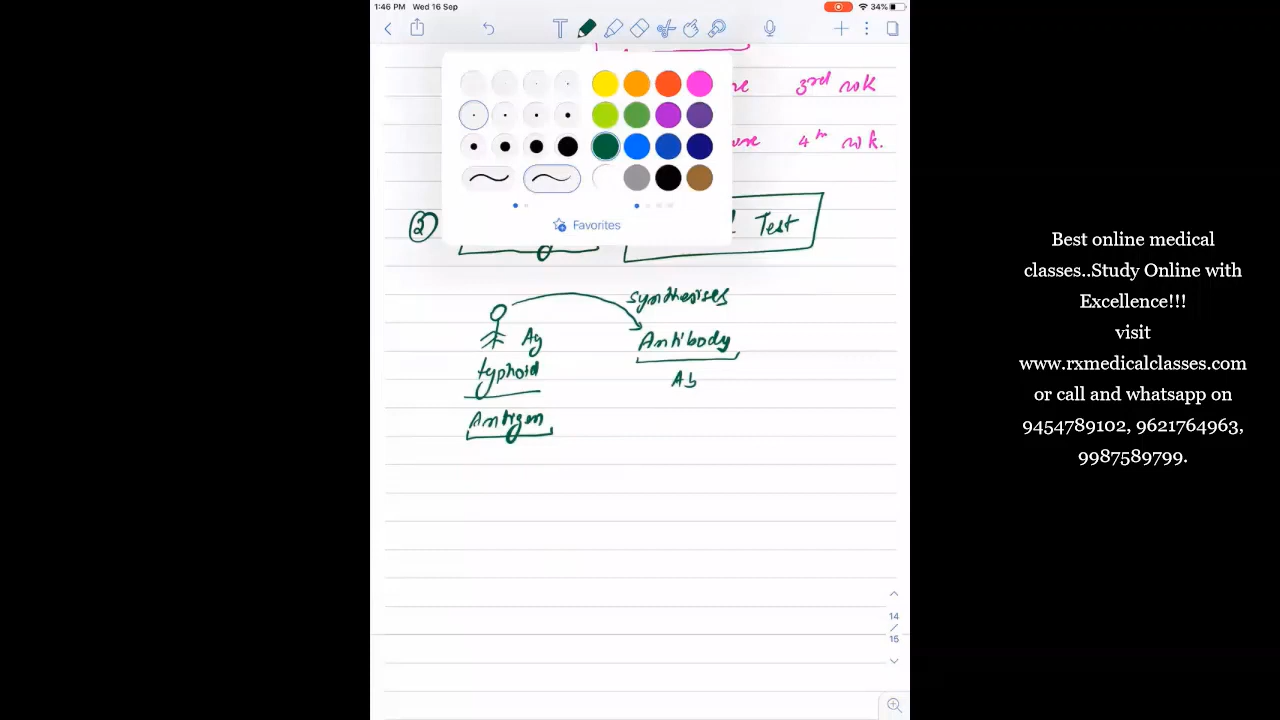 1:46 PM Wed 16 Sep
34%
3rd wk
4th wk.
② Test
synthesises
Ag Antibody
typhoid
Ab
Antigen
Favorites
14
/
15
Best online medical
classes..Study Online with
Excellence!!!
visit
www.rxmedicalclasses.com
or call and whatsapp on
9454789102, 9621764963,
9987589799.